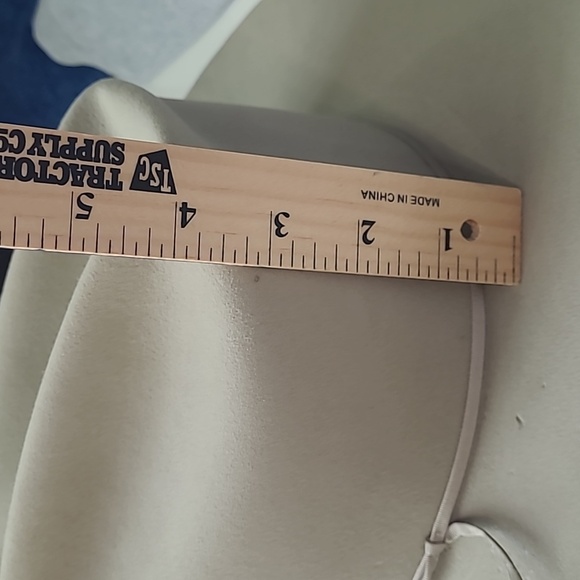 TSC TRACTOR
SUPPLY CO
MADE IN CHINA
1 2 3 4 5